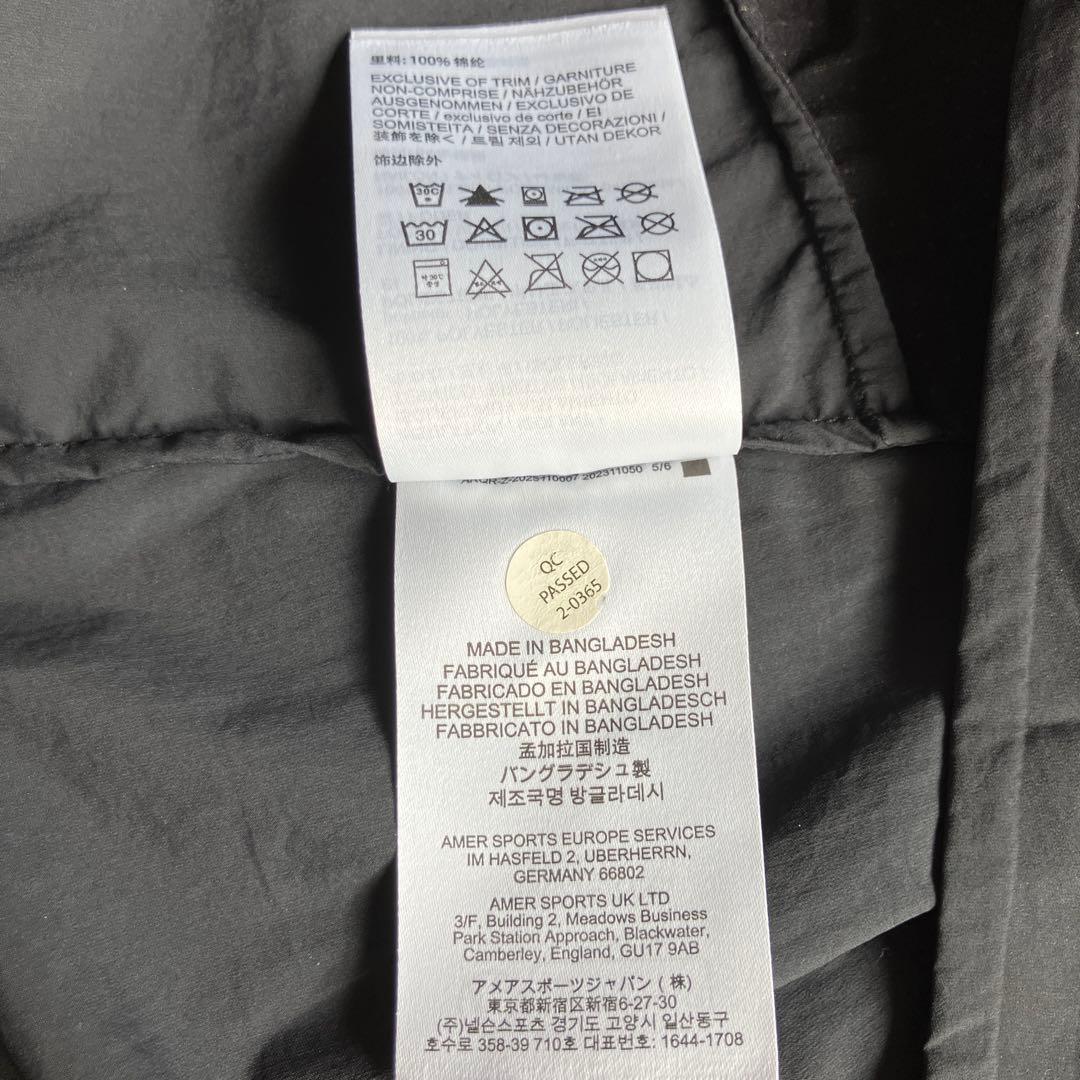 里料: 100% 锦纶
EXCLUSIVE OF TRIM / GARNITURE
NON-COMPRISE / NÄHZUBEHÖR
AUSGENOMMEN / EXCLUSIVO DE
CORTE / exclusivo de corte / EI
SOMISTEITA / SENZA DECORAZIONI /
装飾を除く / 트림 제외 / UTAN DEKOR
饰边除外
30C
30
중성
5/6
QC
PASSED
2-0365
MADE IN BANGLADESH
FABRIQUÉ AU BANGLADESH
FABRICADO EN BANGLADESH
HERGESTELLT IN BANGLADESCH
FABBRICATO IN BANGLADESH
孟加拉国制造
バングラデシュ製
제조국명 방글라데시
AMER SPORTS EUROPE SERVICES
IM HASFELD 2, UBERHERRN,
GERMANY 66802
AMER SPORTS UK LTD
3/F, Building 2, Meadows Business
Park Station Approach, Blackwater,
Camberley, England, GU17 9AB
アメアスポーツジャパン ( 株)
東京都新宿区新宿6-27-30
(주)넬슨스포츠 경기도 고양시 일산동구
호수로 358-39 710호 대표번호: 1644-1708